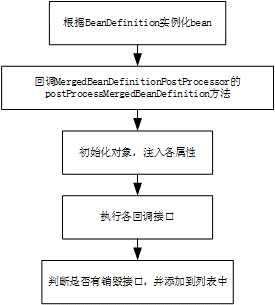 根据BeanDefinition实例化bean
回调MergedBeanDefinitionPostProcessor的
postProcessMergedBeanDefinition方法
初始化对象，注入各属性
执行各回调接口
判断是否有销毁接口，并添加到列表中